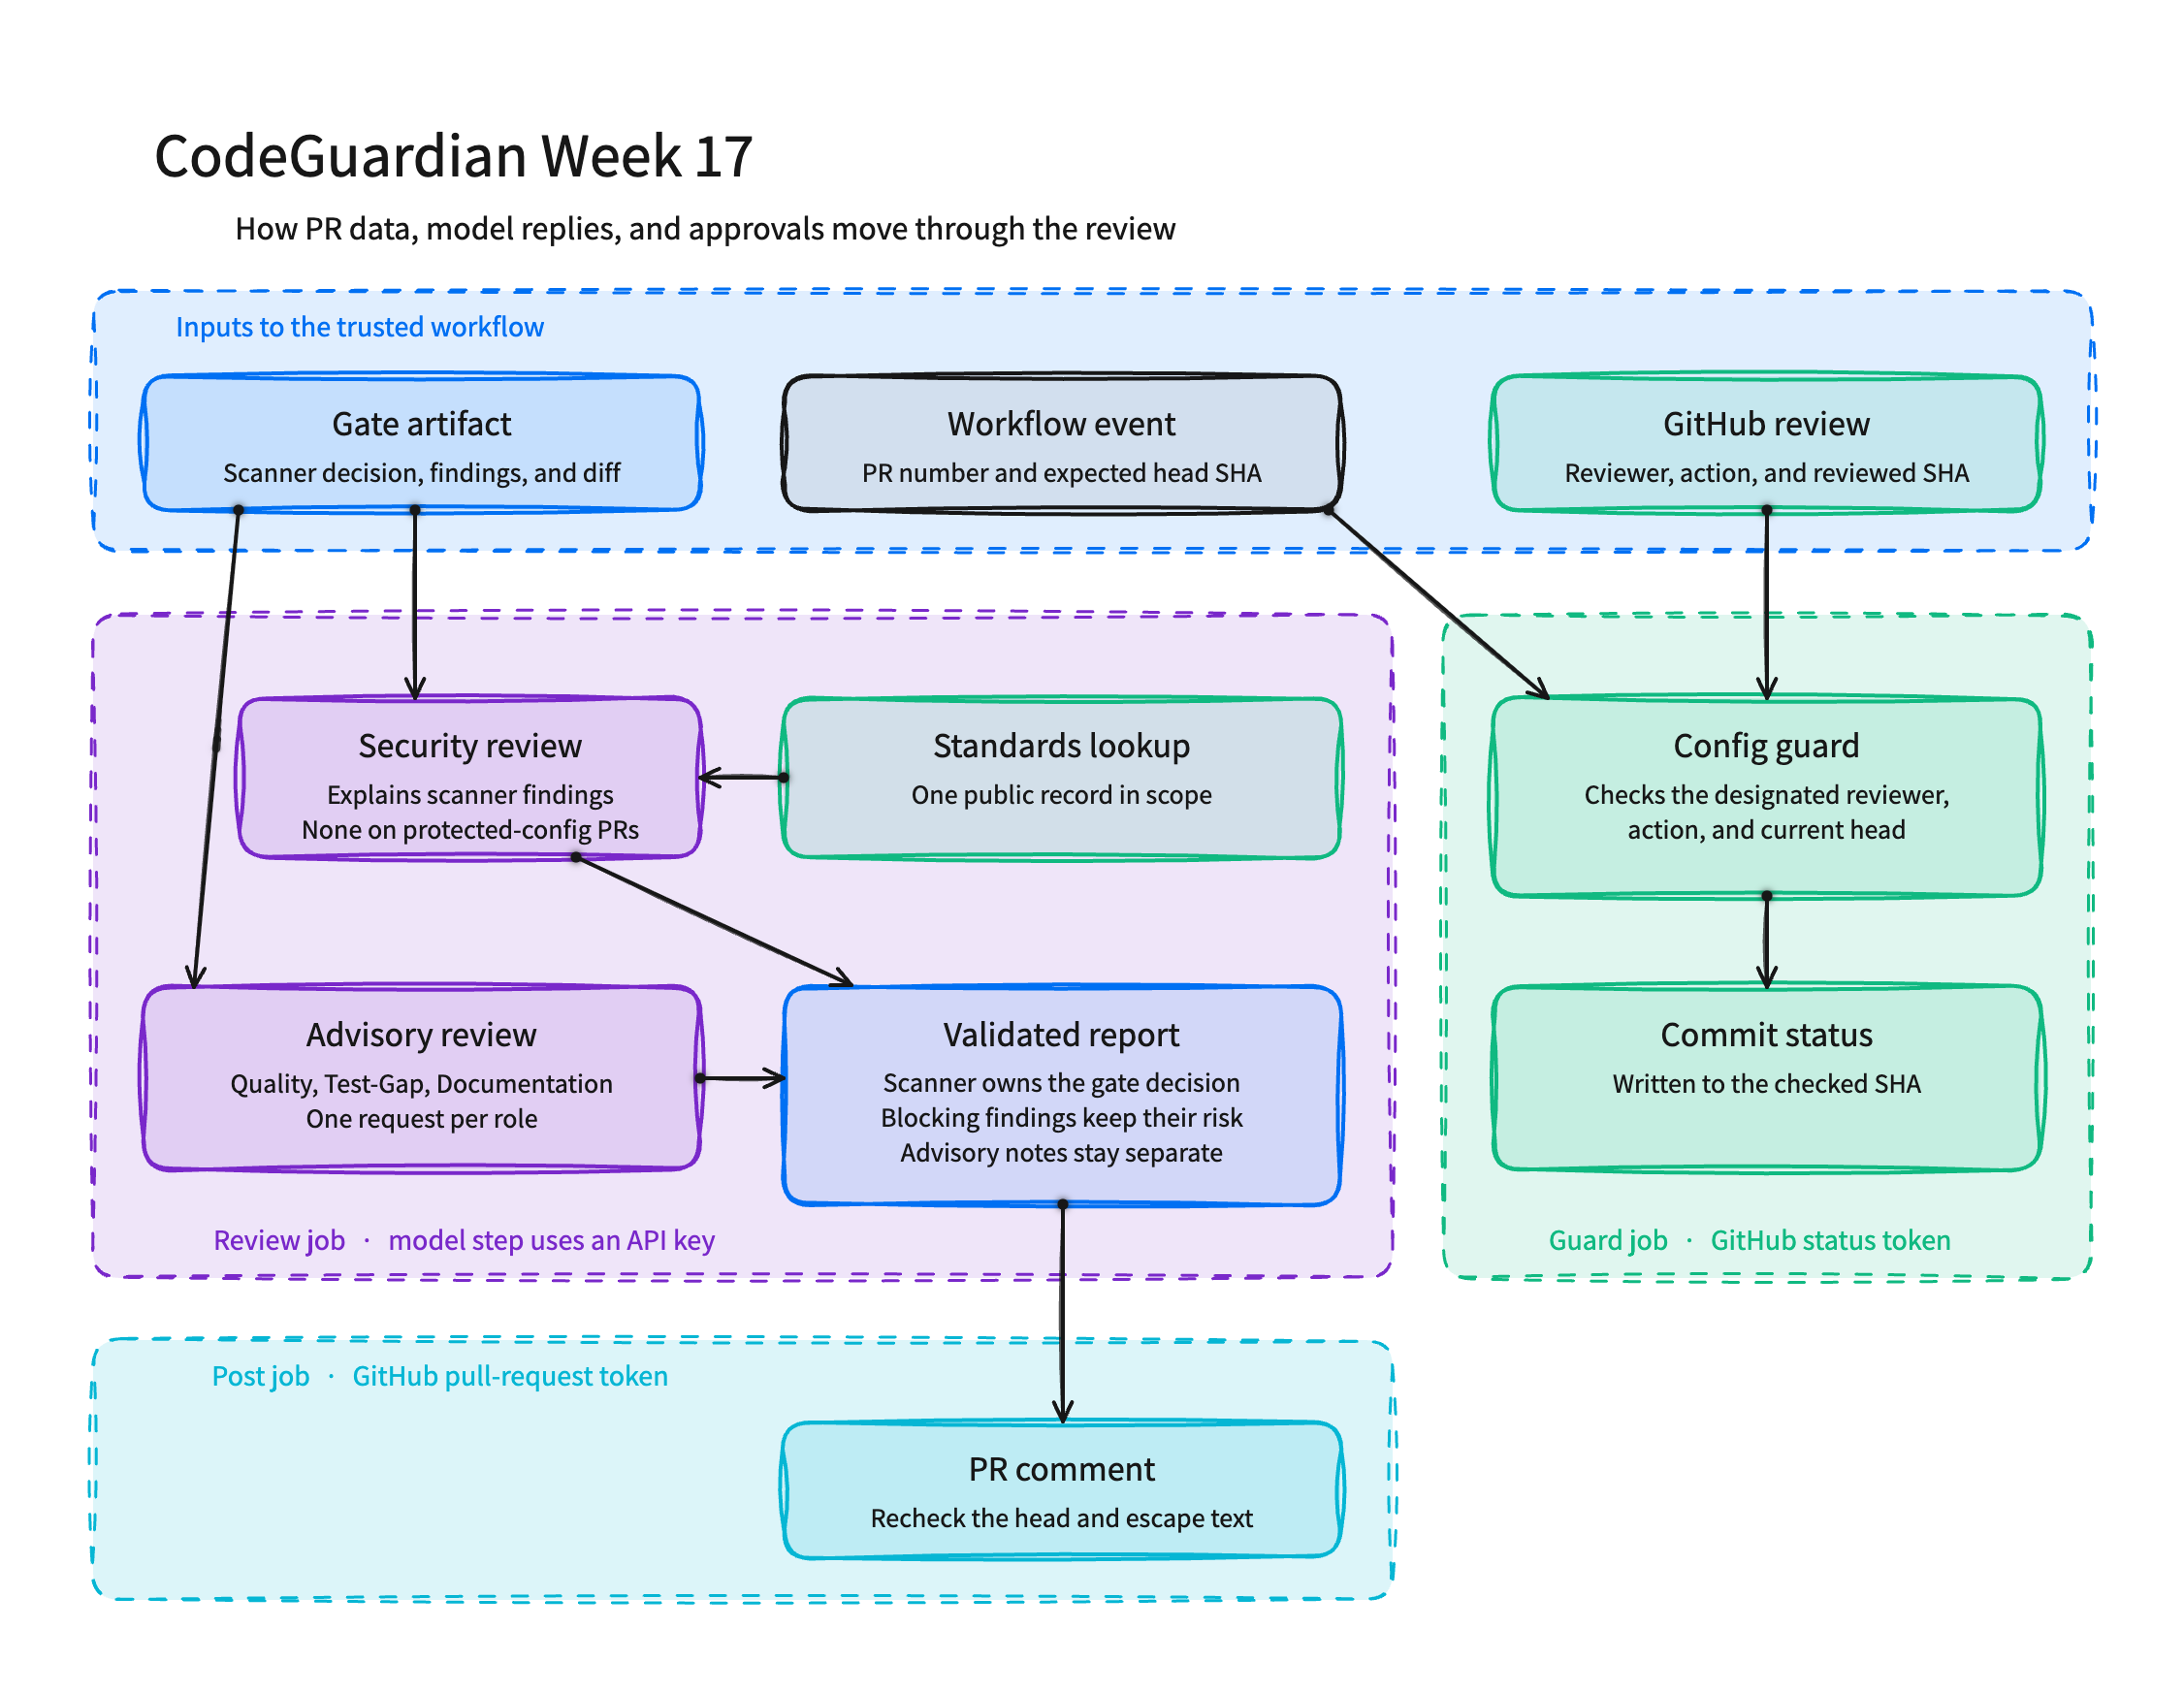 CodeGuardian Week 17
How PR data, model replies, and approvals move through the review
Inputs to the trusted workflow
Gate artifact
Scanner decision, findings, and diff
Workflow event
PR number and expected head SHA
GitHub review
Reviewer, action, and reviewed SHA
Security review
Explains scanner findings
None on protected-config PRs
Standards lookup
One public record in scope
Config guard
Checks the designated reviewer,
action, and current head
Advisory review
Quality, Test-Gap, Documentation
One request per role
Validated report
Scanner owns the gate decision
Blocking findings keep their risk
Advisory notes stay separate
Commit status
Written to the checked SHA
Review job · model step uses an API key
Guard job · GitHub status token
Post job · GitHub pull-request token
PR comment
Recheck the head and escape text